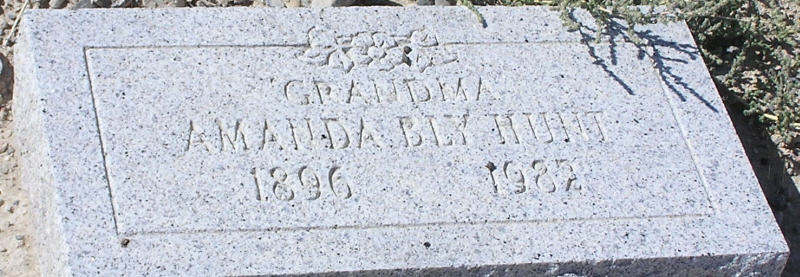 "GRANDMA"
AMANDA BLY HUNT
1896 1982